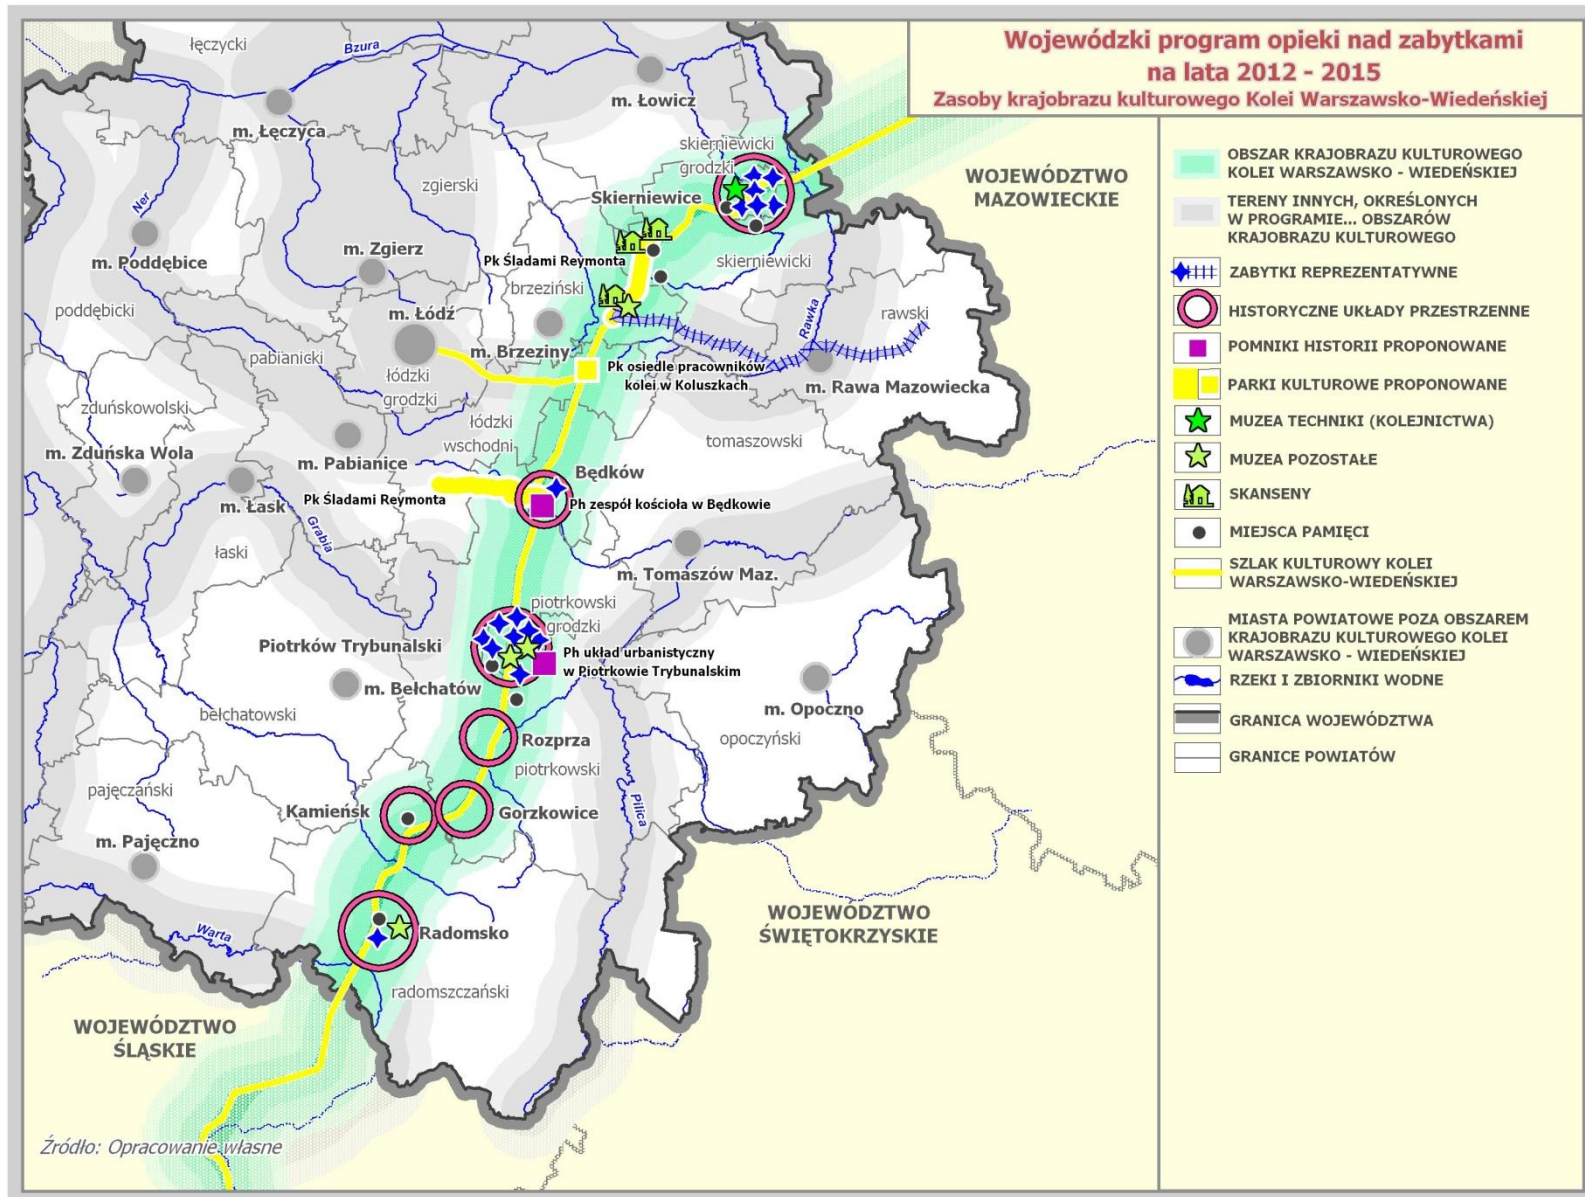 Wojewódzki program opieki nad zabytkami
na lata 2012 - 2015
Zasoby krajobrazu kulturowego Kolei Warszawsko-Wiedeńskiej
łęczycki
Bzura
m. Łowicz
m. Łęczyca
skierniewicki
grodzki
zgierski
Skierniewice
WOJEWÓDZTWO
MAZOWIECKIE
Ner
m. Poddębice
m. Zgierz
Pk Śladami Reymonta
skierniewicki
brzeziński
poddębicki
m. Łódź
Rawka
rawski
pabianicki
m. Brzeziny
Pk osiedle pracowników
kolei w Koluszkach
m. Rawa Mazowiecka
łódzki
grodzki
zduńskowolski
łódzki
wschodni
tomaszowski
m. Zduńska Wola
m. Pabianice
Będków
Pk Śladami Reymonta
m. Łask
Ph zespół kościoła w Będkowie
Grabia
łaski
m. Tomaszów Maz.
piotrkowski
grodzki
Piotrków Trybunalski
Ph układ urbanistyczny
w Piotrkowie Trybunalskim
m. Bełchatów
m. Opoczno
bełchatowski
Rozprza
opoczyński
piotrkowski
pajęczański
Pilica
Kamieńsk
Gorzkowice
m. Pajęczno
WOJEWÓDZTWO
ŚWIĘTOKRZYSKIE
Warta
Radomsko
radomszczański
WOJEWÓDZTWO
ŚLĄSKIE
Źródło: Opracowanie własne
OBSZAR KRAJOBRAZU KULTUROWEGO
KOLEI WARSZAWSKO - WIEDEŃSKIEJ
TERENY INNYCH, OKREŚLONYCH
W PROGRAMIE... OBSZARÓW
KRAJOBRAZU KULTUROWEGO
ZABYTKI REPREZENTATYWNE
HISTORYCZNE UKŁADY PRZESTRZENNE
POMNIKI HISTORII PROPONOWANE
PARKI KULTUROWE PROPONOWANE
MUZEA TECHNIKI (KOLEJNICTWA)
MUZEA POZOSTAŁE
SKANSENY
MIEJSCA PAMIĘCI
SZLAK KULTUROWY KOLEI
WARSZAWSKO-WIEDEŃSKIEJ
MIASTA POWIATOWE POZA OBSZAREM
KRAJOBRAZU KULTUROWEGO KOLEI
WARSZAWSKO - WIEDEŃSKIEJ
RZEKI I ZBIORNIKI WODNE
GRANICA WOJEWÓDZTWA
GRANICE POWIATÓW